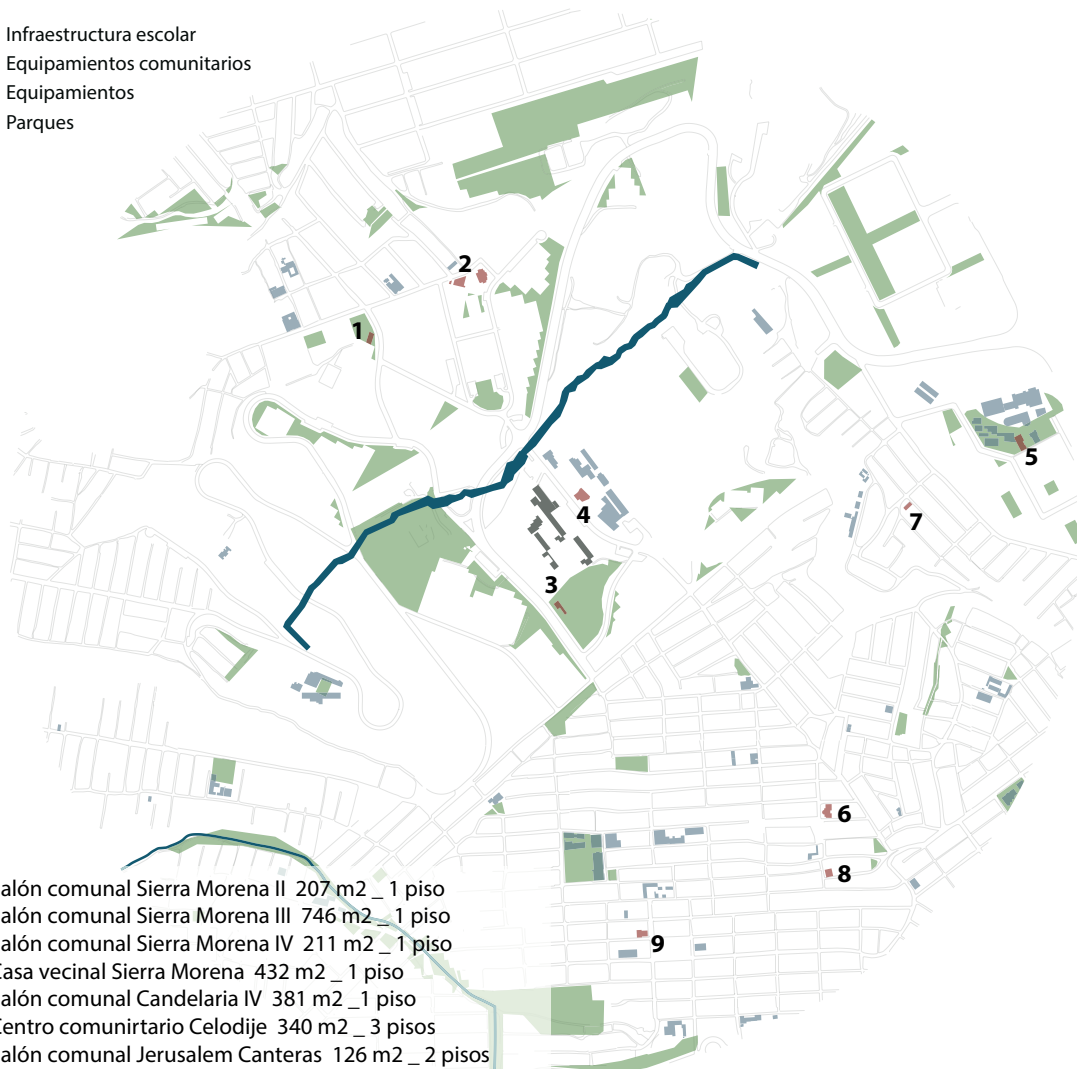 Infraestructura escolar
Equipamientos comunitarios
Equipamientos
Parques
2
1
5
4
7
3
6
8
9
alón comunal Sierra Morena II 207 m2 _ 1 piso
alón comunal Sierra Morena III 746 m2 _ 1 piso
alón comunal Sierra Morena IV 211 m2 _ 1 piso
Casa vecinal Sierra Morena 432 m2 _ 1 piso
alón comunal Candelaria IV 381 m2 _1 piso
Centro comunirtario Celodije 340 m2 _ 3 pisos
alón comunal Jerusalem Canteras 126 m2 _ 2 pisos